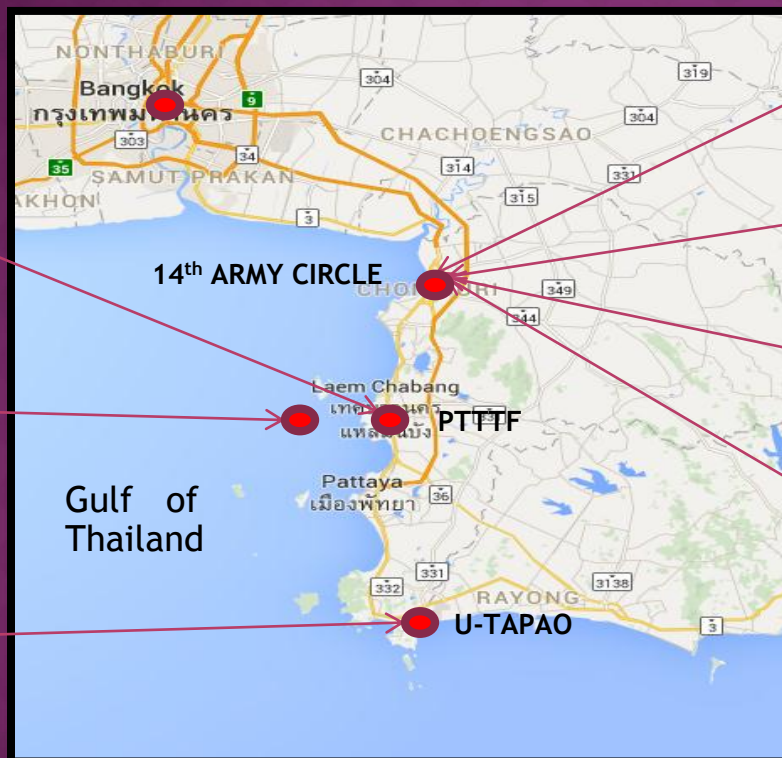 NONTHABURI
304
319
Bangkok
9
กรุงเทพมหานคร
304
303
CHACHOENGSAO
34
314
331
35
SAMUT PRAKAN
315
AKHON
3
14th ARMY CIRCLE
349
344
Laem Chabang
PTTTF
Pattaya
เมืองพัทยา
36
Gulf of
Thailand
331
332
3138
RAYONG
U-TAPAO
3